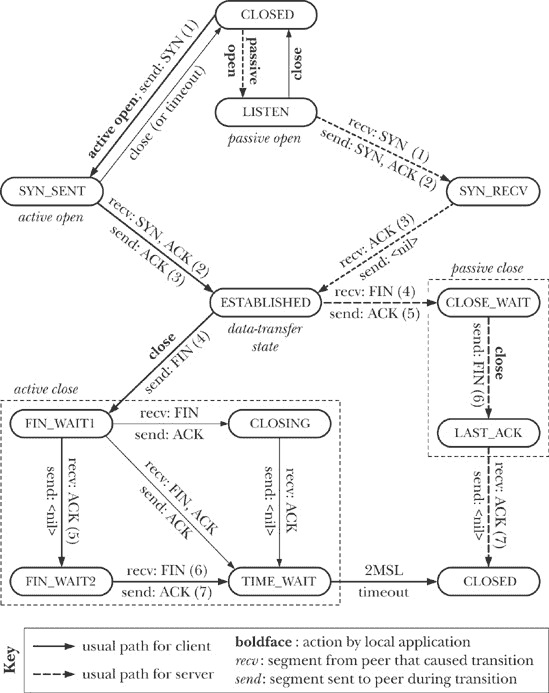 CLOSED
active open; send: SYN (1)
close (or timeout)
passive
open
close
LISTEN
passive open
recv: SYN (1)
send: SYN, ACK (2)
SYN_SENT
active open
SYN_RECV
recv: SYN, ACK (2)
send: ACK (3)
recv: ACK (3)
send: <nil>
ESTABLISHED
data-transfer
state
recv: FIN (4)
send: ACK (5)
passive close
CLOSE_WAIT
close
send: FIN (6)
LAST_ACK
close
send: FIN (4)
active close
FIN_WAIT1
recv: FIN
send: ACK
CLOSING
recv: ACK (5)
send: <nil>
recv: FIN, ACK
send: ACK
recv: ACK
send: <nil>
recv: ACK (7)
send: <nil>
FIN_WAIT2
recv: FIN (6)
send: ACK (7)
TIME_WAIT
2MSL
timeout
CLOSED
Key
usual path for client
usual path for server
boldface : action by local application
recv : segment from peer that caused transition
send : segment sent to peer during transition